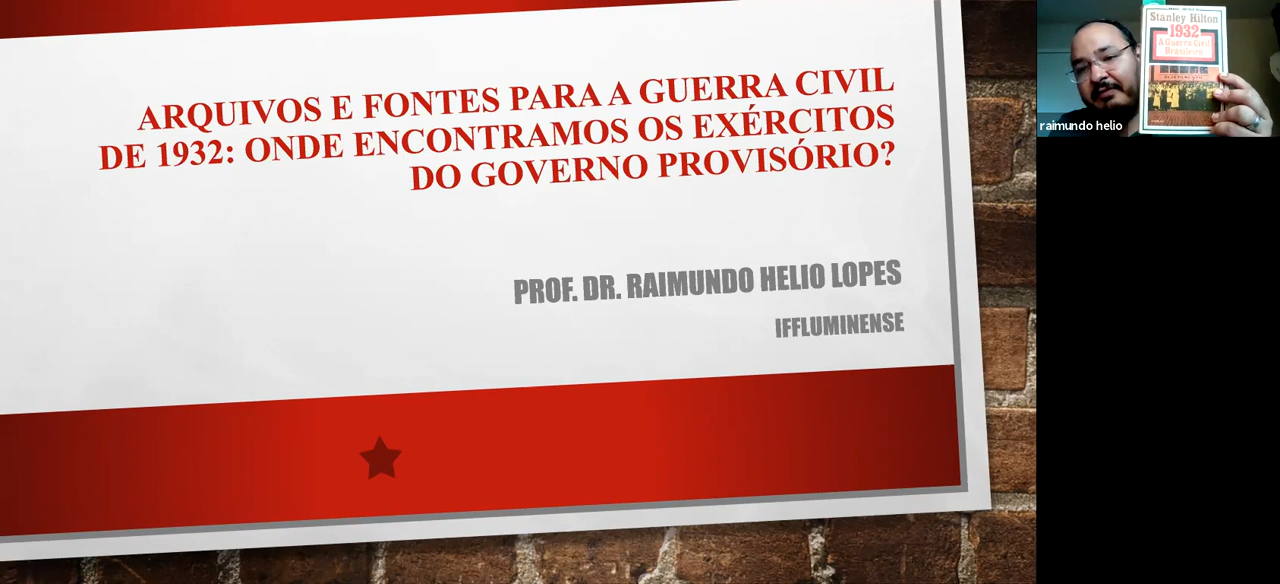 ARQUIVOS E FONTES PARA A GUERRA CIVIL
DE 1932: ONDE ENCONTRAMOS OS EXÉRCITOS
DO GOVERNO PROVISÓRIO?
PROF. DR. RAIMUNDO HELIO LOPES
IFFLUMINENSE
Stanley Hilton
1932
A Guerra Civil
Brasileira
raimundo helio